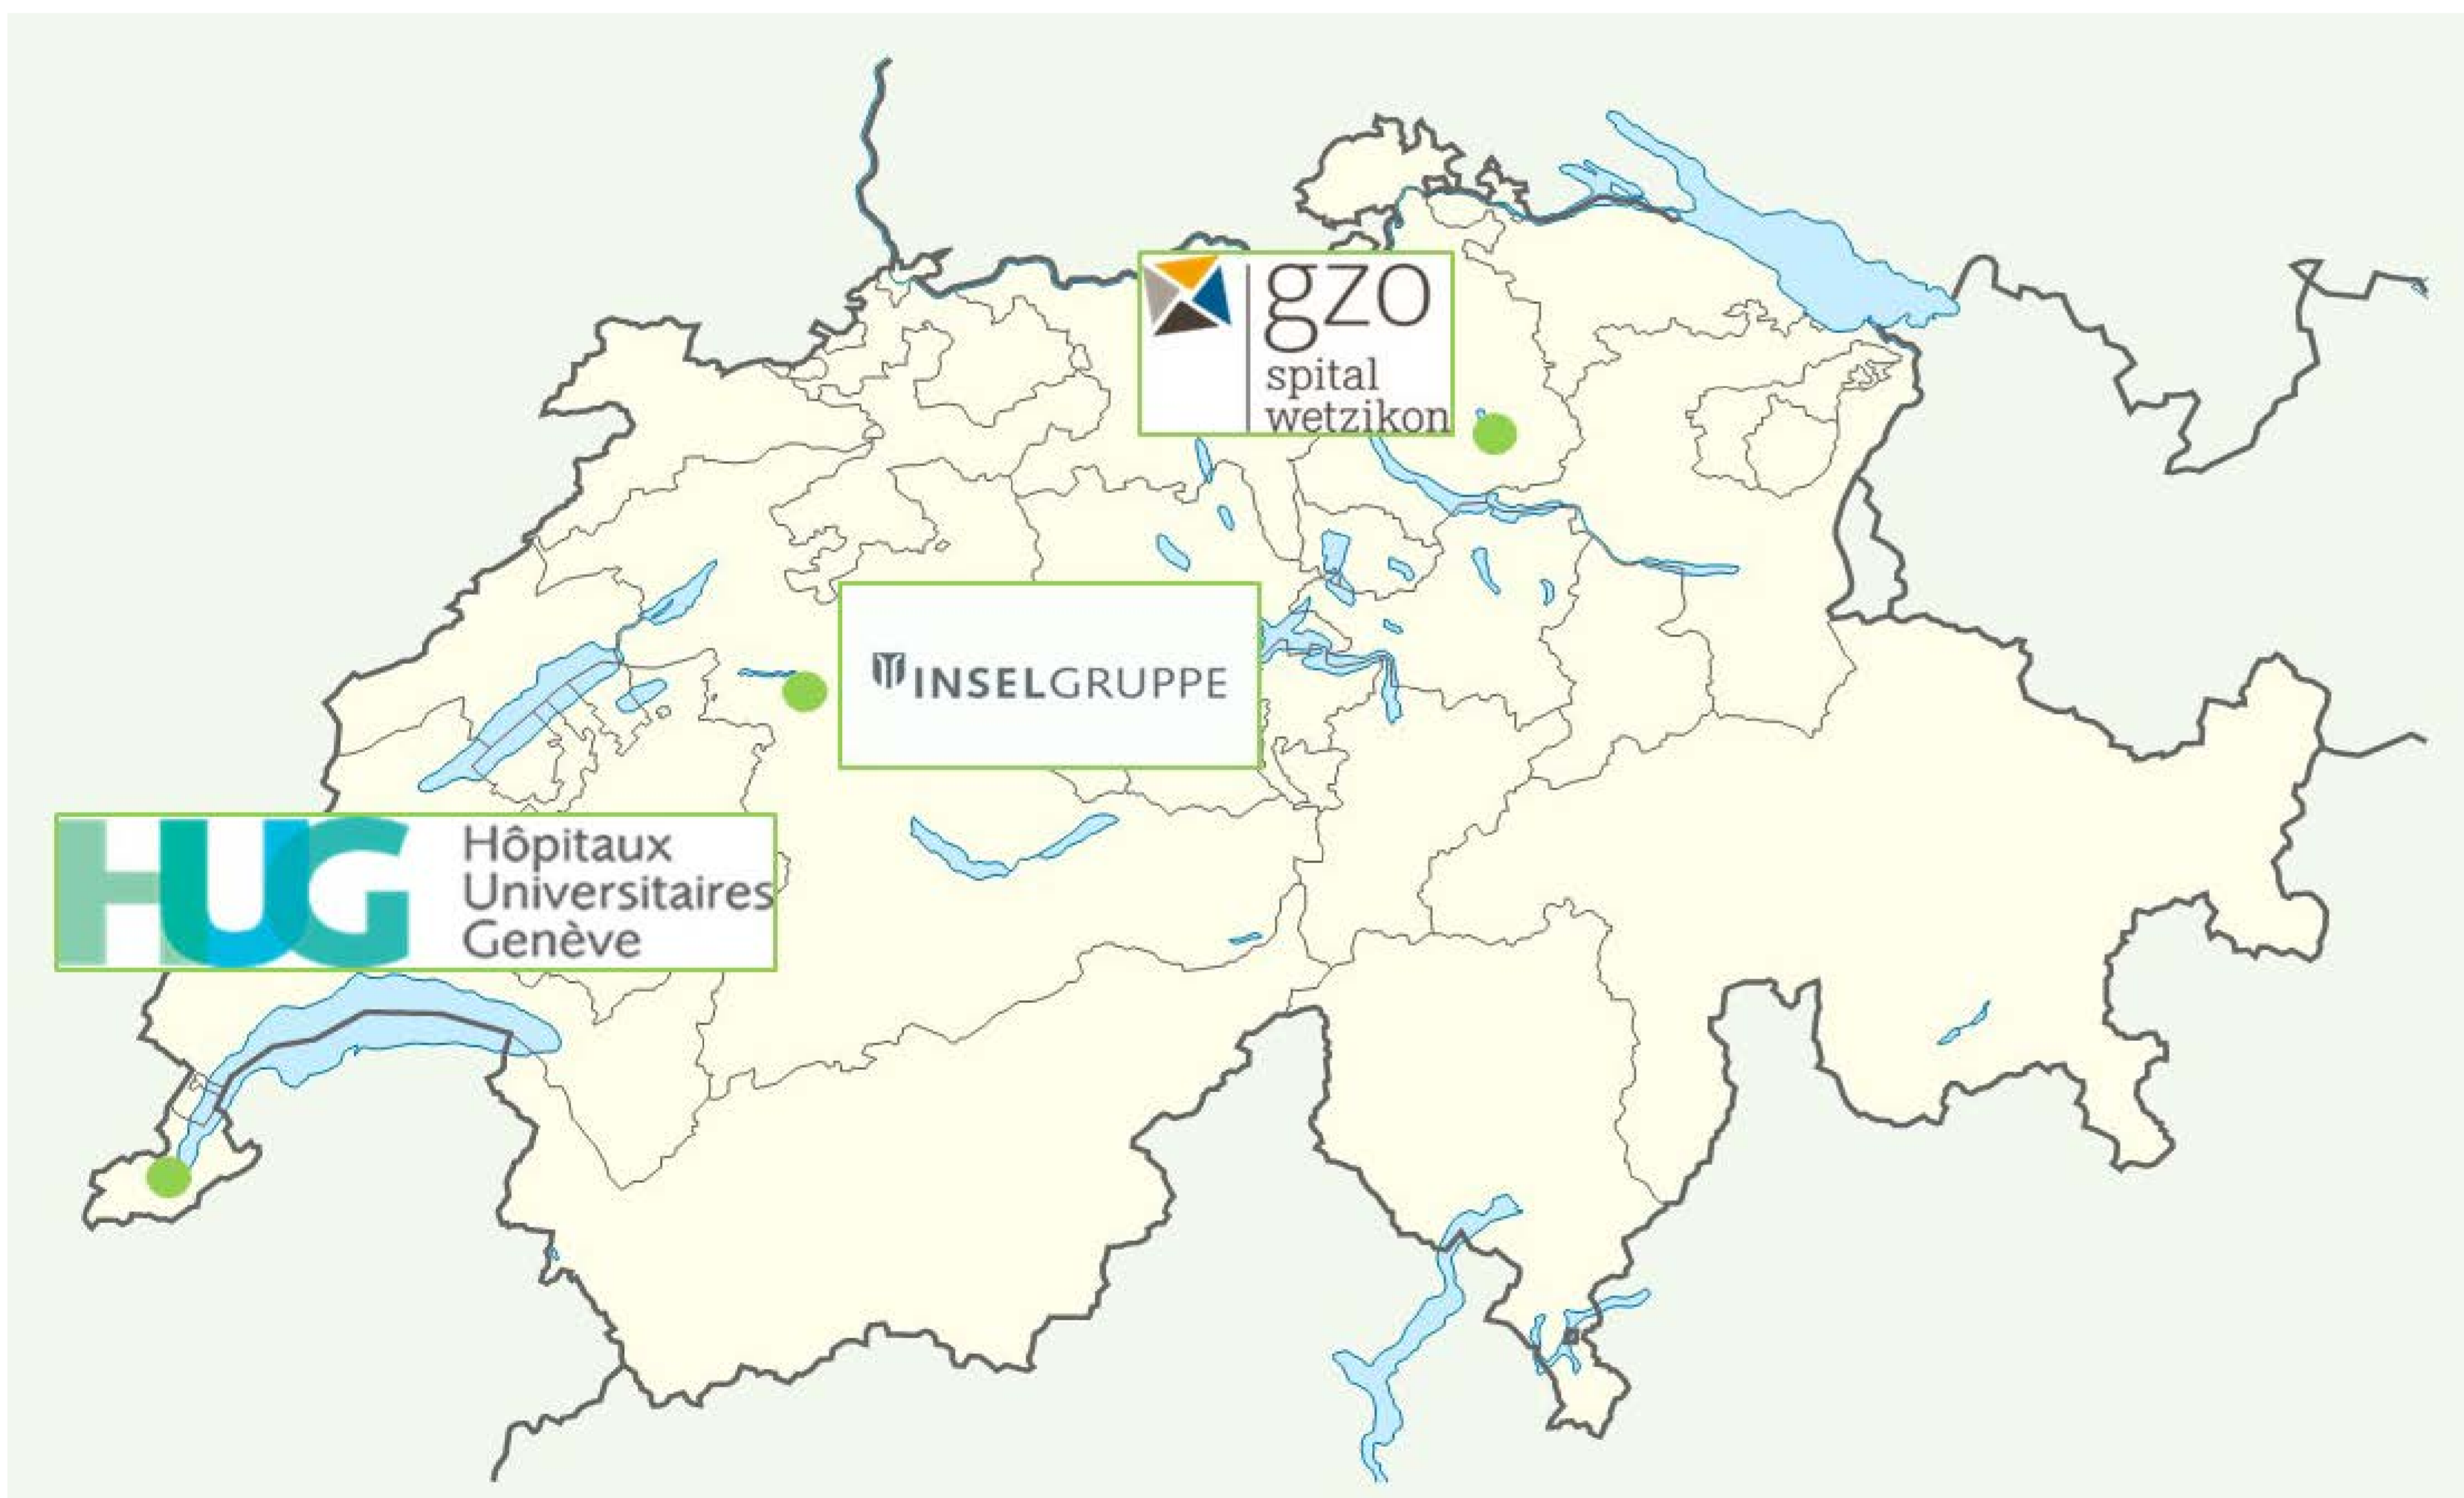 gzo
spital
wetzikon
INSELGRUPPE
HUG
Hôpitaux
Universitaires
Genève